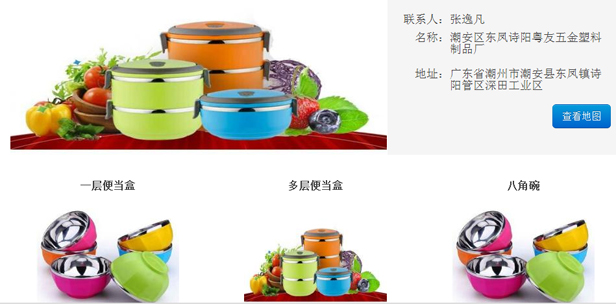 联系人：张逸凡
名称：潮安区东凤诗阳粤友五金塑料
制品厂
地址：广东省潮州市潮安县东凤镇诗
阳管区深田工业区
查看地图
一层便当盒
多层便当盒
八角碗